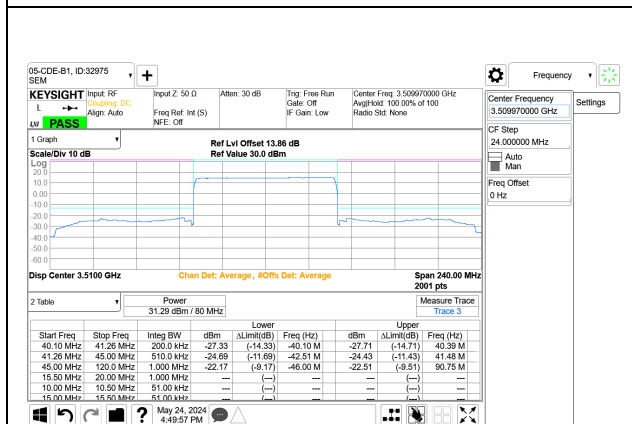 05-CDE-B1, ID:32975
SEM
Frequency
KEYSIGHT Input: RF Input Z: 50 Ω Atten: 30 dB Trig: Free Run Center Freq: 3.509970000 GHz
L Coupling: DC Gate: Off Avg|Hold: 100.00% of 100
Align: Auto Freq Ref: Int (S) IF Gain: Low Radio Std: None
LXI PASS NFE: Off
Center Frequency
3.509970000 GHz
Settings
CF Step
24.000000 MHz
Auto
Man
Freq Offset
0 Hz
1 Graph
Ref Lvl Offset 13.86 dB
Scale/Div 10 dB Ref Value 30.0 dBm
Log
20.0
10.0
0.00
-10.0
-20.0
-30.0
-40.0
-50.0
-60.0
Disp Center 3.5100 GHz Chan Det: Average, #Offs Det: Average Span 240.00 MHz
2001 pts
2 Table Power Measure Trace
31.29 dBm / 80 MHz Trace 3
Lower Upper
Start Freq Stop Freq Integ BW dBm ΔLimit(dB) Freq (Hz) dBm ΔLimit(dB) Freq (Hz)
40.10 MHz 41.26 MHz 200.0 kHz -27.33 (-14.33) -40.10 M -27.71 (-14.71) 40.39 M
41.26 MHz 45.00 MHz 510.0 kHz -24.69 (-11.69) -42.51 M -24.43 (-11.43) 41.48 M
45.00 MHz 120.0 MHz 1.000 MHz -22.17 (-9.17) -46.00 M -22.51 (-9.51) 90.75 M
15.50 MHz 20.00 MHz 1.000 MHz --- (---) --- --- (---) ---
10.00 MHz 10.50 MHz 51.00 kHz --- (---) --- --- (---) ---
15.00 MHz 15.50 MHz 51.00 kHz --- (---) --- --- (---) ---
? May 24, 2024
4:49:57 PM